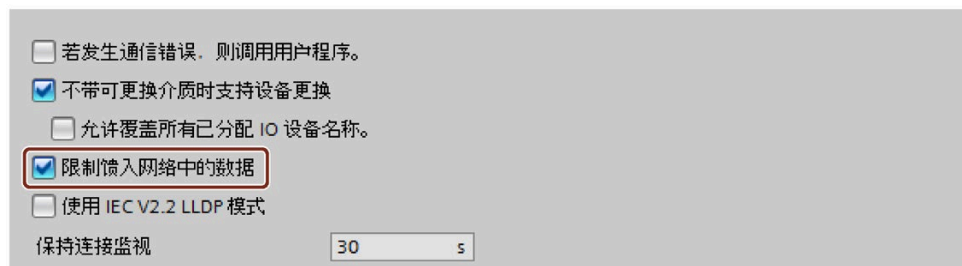 若发生通信错误，则调用用户程序。
不带可更换介质时支持设备更换
允许覆盖所有已分配 IO 设备名称。
限制馈入网络中的数据
使用 IEC V2.2 LLDP 模式
保持连接监视 30 s